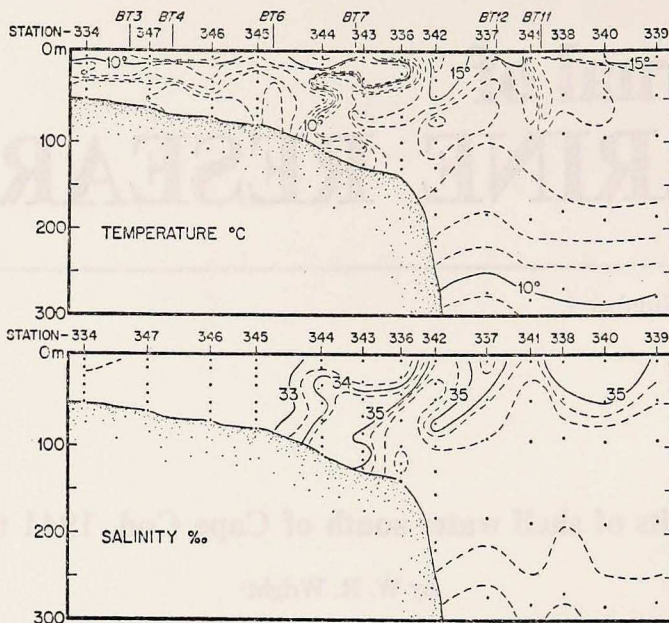 BT3 BT4 BT6 BT7 BT12 BT11
STATION-334 347 346 345 344 343 336 342 337 341 338 340 339
0m
10° 15° 15°
100
10°
200
TEMPERATURE °C
10°
300
STATION-334 347 346 345 344 343 336 342 337 341 338 340 339
0m
33 34 35 35 35
100
200
SALINITY ‰
300